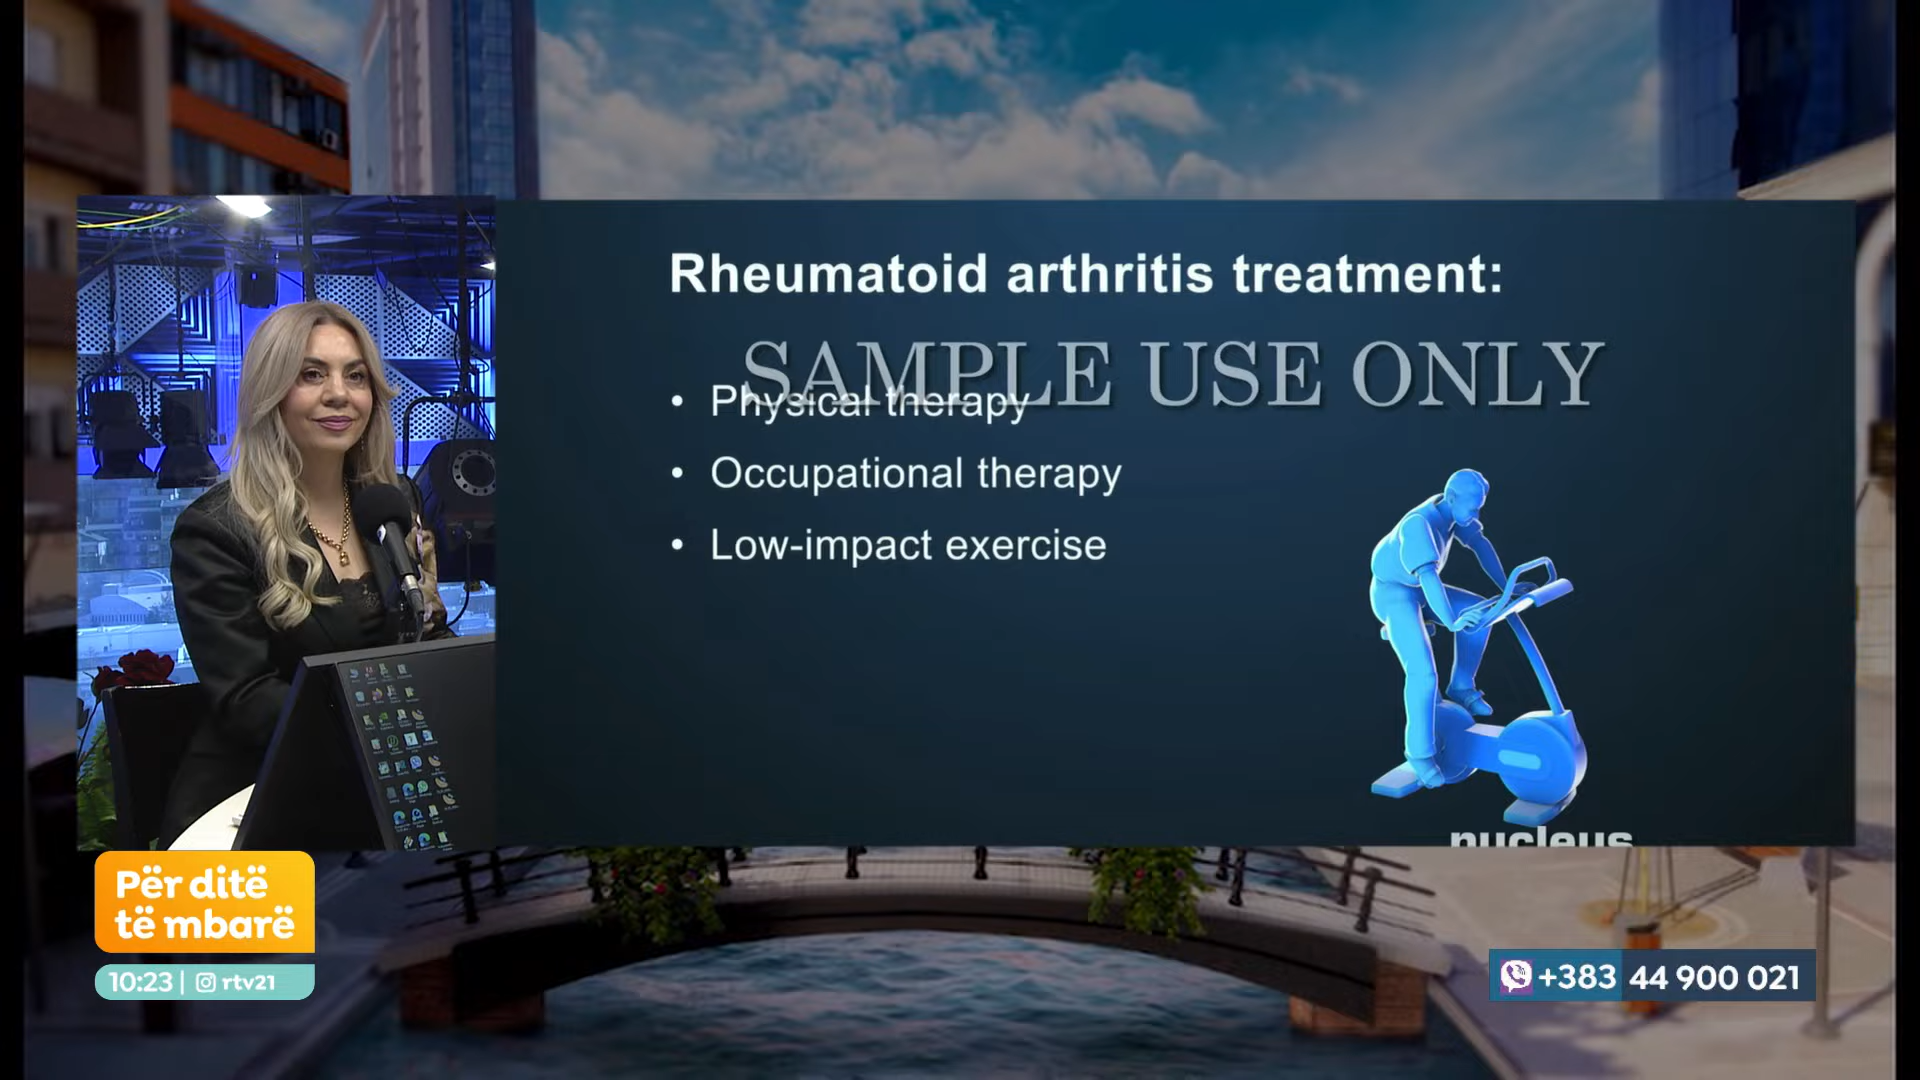 Rheumatoid arthritis treatment:
SAMPLE USE ONLY
• Physical therapy
• Occupational therapy
• Low-impact exercise
nucleus
Për ditë
të mbarë
10:23 | rtv21
+383 44 900 021